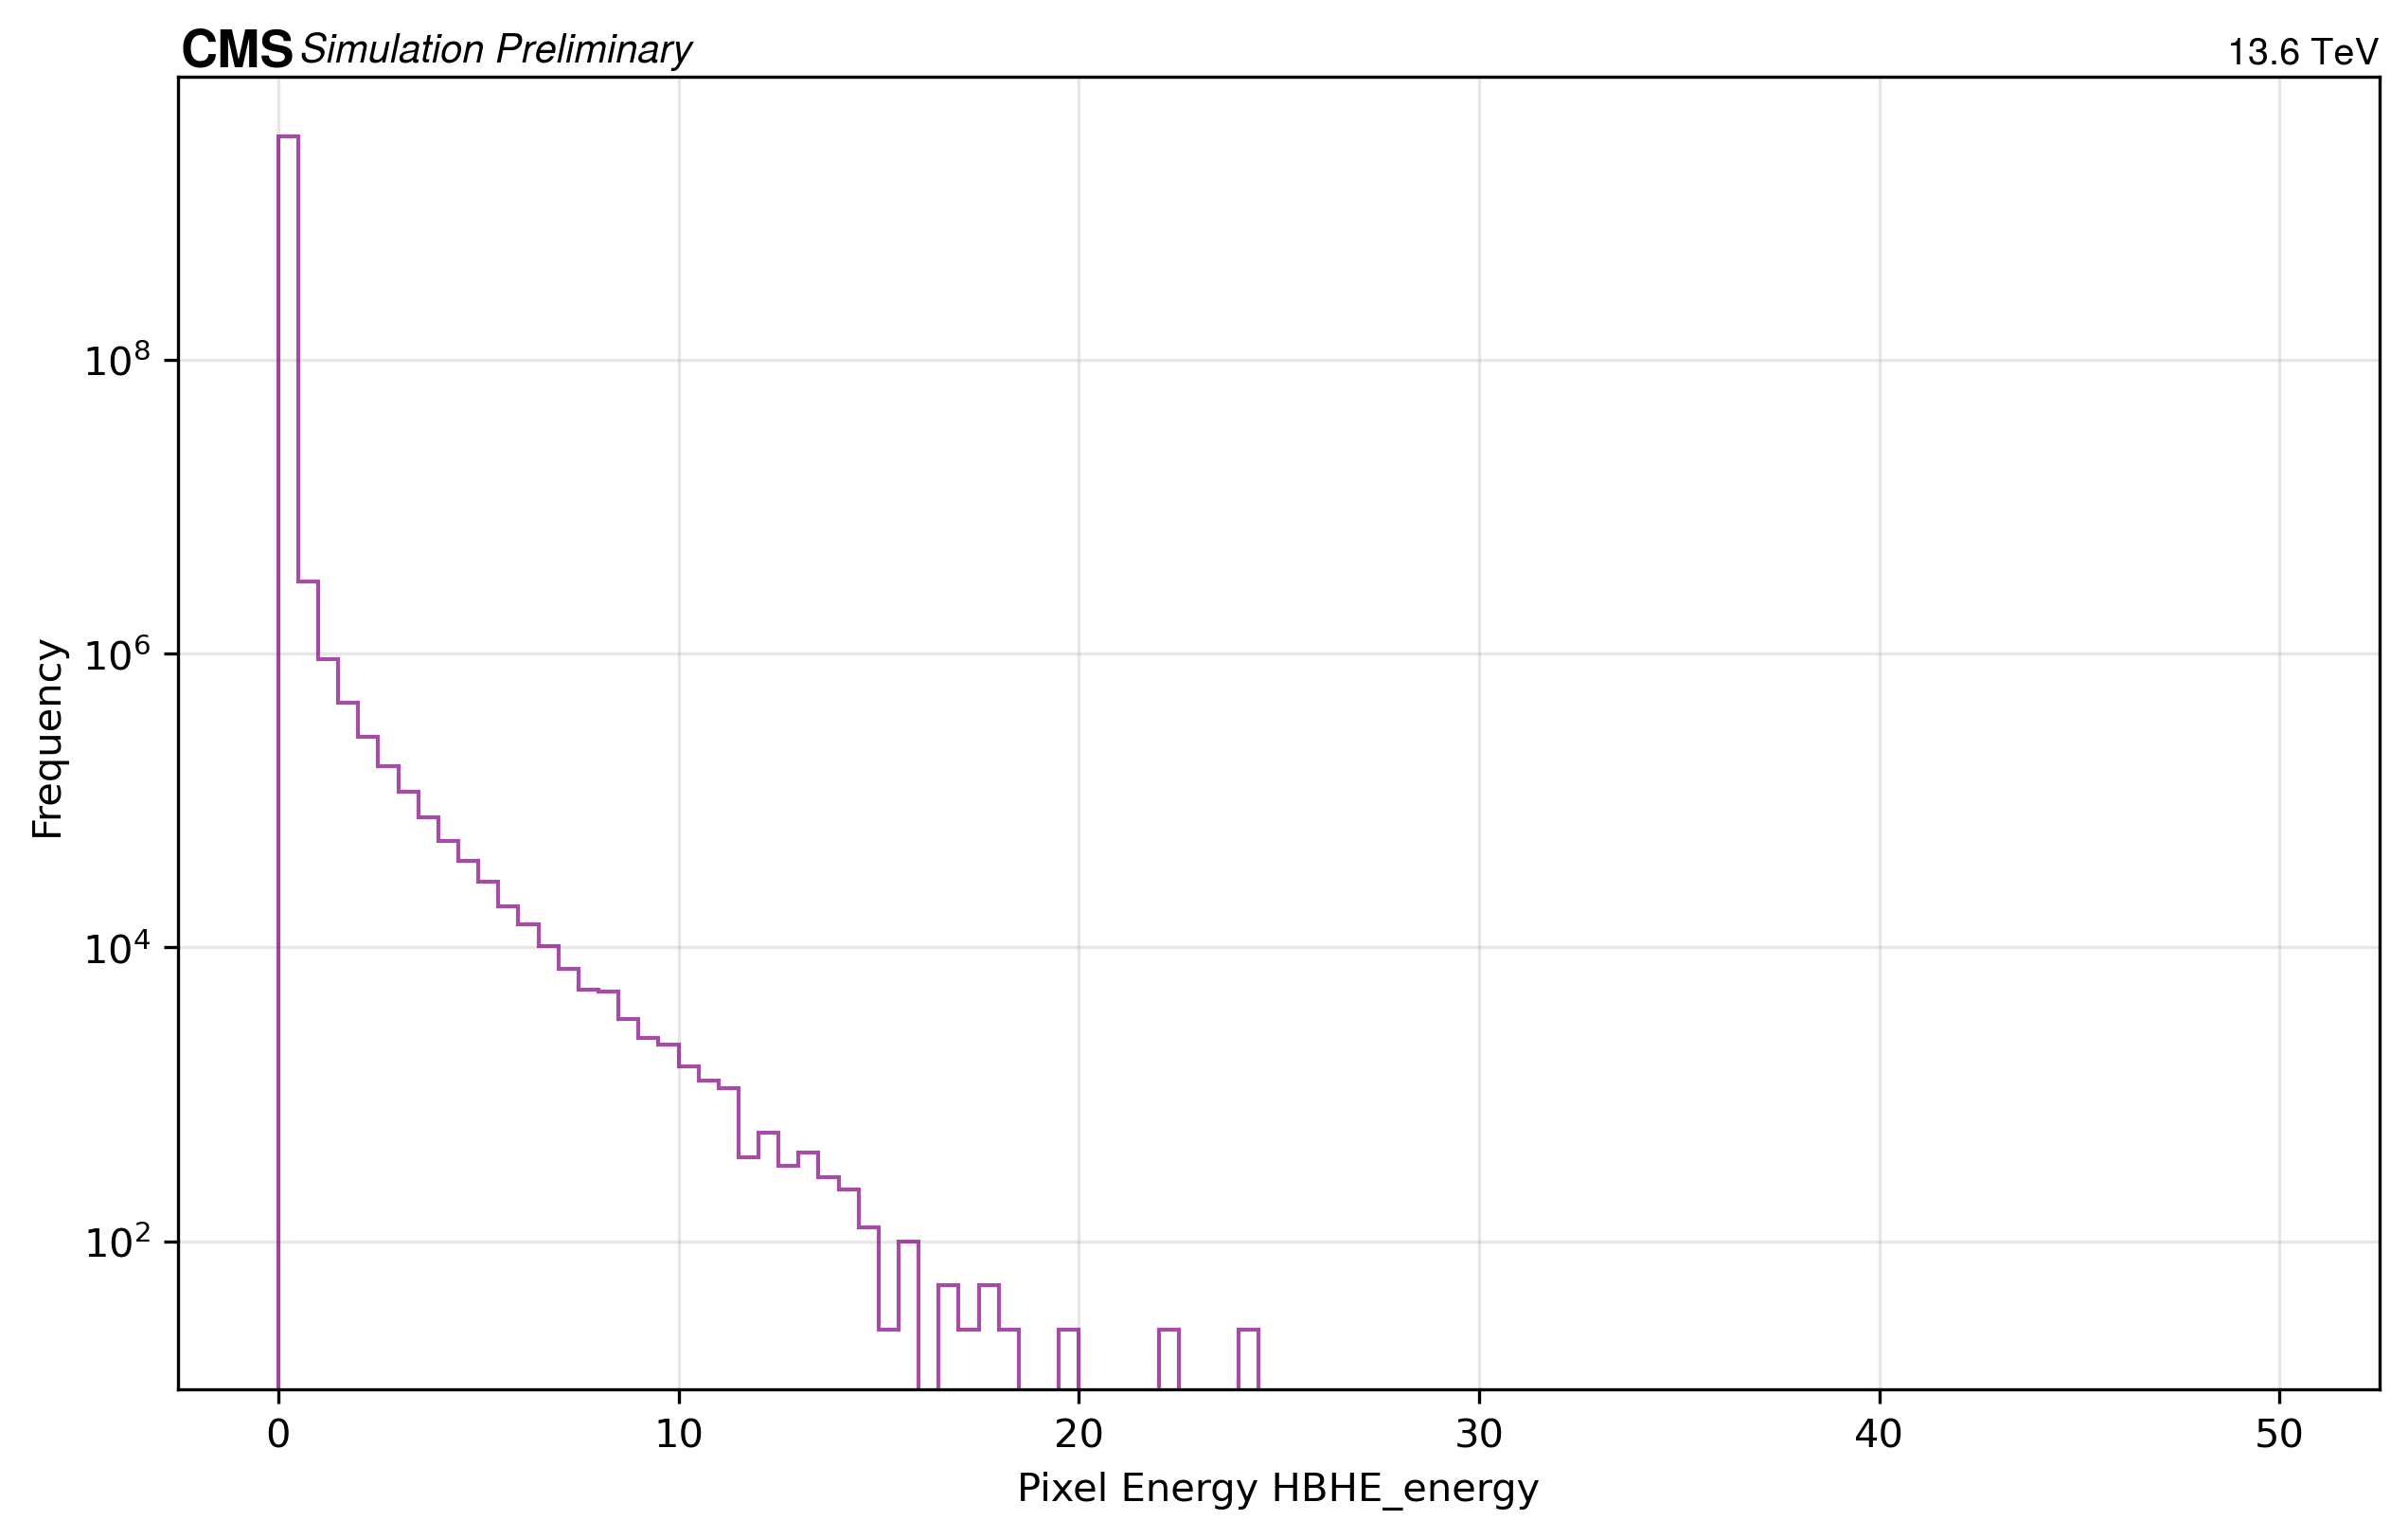 CMS Simulation Preliminary 13.6 TeV
10⁸
10⁶
10⁴
10²
Frequency
0 10 20 30 40 50
Pixel Energy HBHE_energy